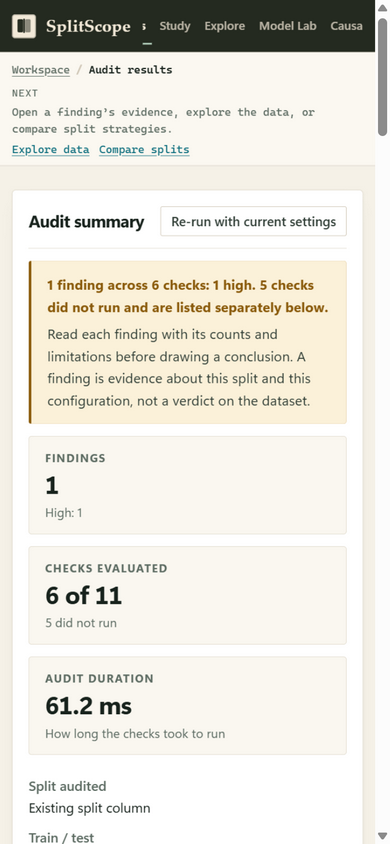 SplitScope s Study Explore Model Lab Causa
Workspace / Audit results
NEXT
Open a finding's evidence, explore the data, or
compare split strategies.
Explore data Compare splits
Audit summary Re-run with current settings
1 finding across 6 checks: 1 high. 5 checks
did not run and are listed separately below.
Read each finding with its counts and
limitations before drawing a conclusion. A
finding is evidence about this split and this
configuration, not a verdict on the dataset.
FINDINGS
1
High: 1
CHECKS EVALUATED
6 of 11
5 did not run
AUDIT DURATION
61.2 ms
How long the checks took to run
Split audited
Existing split column
Train / test